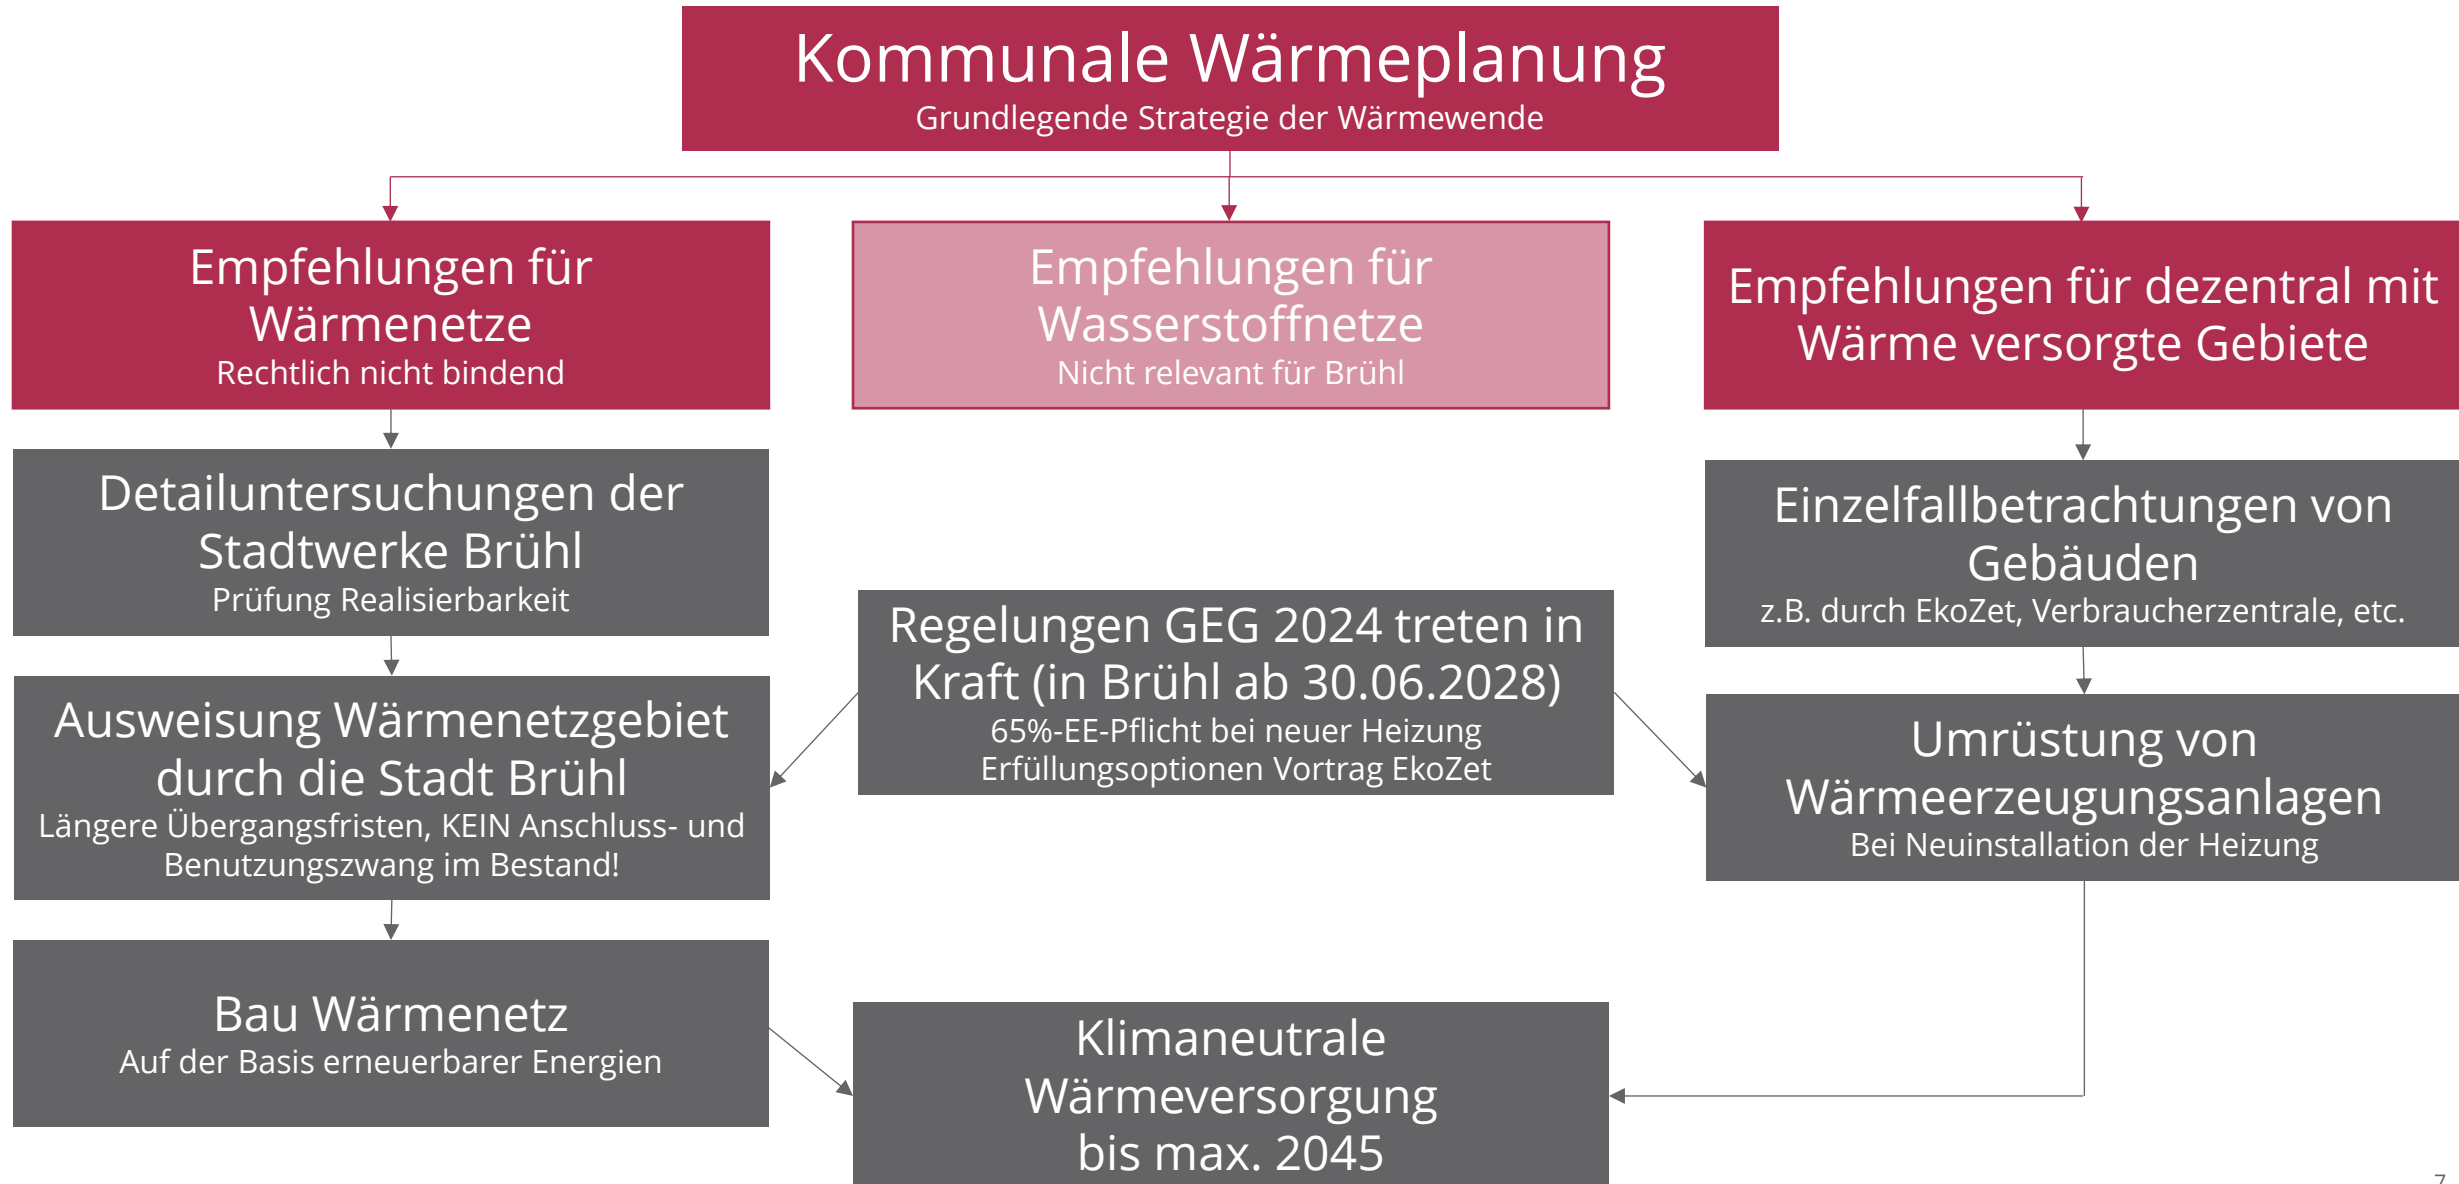 Kommunale Wärmeplanung
Grundlegende Strategie der Wärmewende
Empfehlungen für
Wärmenetze
Rechtlich nicht bindend
Empfehlungen für
Wasserstoffnetze
Nicht relevant für Brühl
Empfehlungen für dezentral mit
Wärme versorgte Gebiete
Detailuntersuchungen der
Stadtwerke Brühl
Prüfung Realisierbarkeit
Einzelfallbetrachtungen von
Gebäuden
z.B. durch EkoZet, Verbraucherzentrale, etc.
Regelungen GEG 2024 treten in
Kraft (in Brühl ab 30.06.2028)
65%-EE-Pflicht bei neuer Heizung
Erfüllungsoptionen Vortrag EkoZet
Ausweisung Wärmenetzgebiet
durch die Stadt Brühl
Längere Übergangsfristen, KEIN Anschluss- und
Benutzungszwang im Bestand!
Umrüstung von
Wärmeerzeugungsanlagen
Bei Neuinstallation der Heizung
Bau Wärmenetz
Auf der Basis erneuerbarer Energien
Klimaneutrale
Wärmeversorgung
bis max. 2045
7